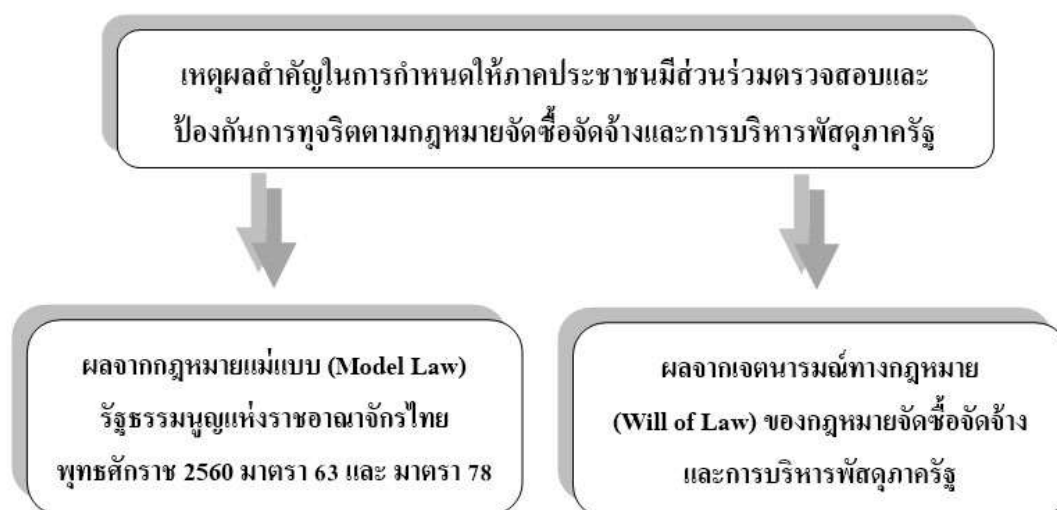 เหตุผลสำคัญในการกำหนดให้ภาคประชาชนมีส่วนร่วมตรวจสอบและ
ป้องกันการทุจริตตามกฎหมายจัดซื้อจัดจ้างและการบริหารพัสดุภาครัฐ
ผลจากกฎหมายแม่แบบ (Model Law)
รัฐธรรมนูญแห่งราชอาณาจักรไทย
พุทธศักราช 2560 มาตรา 63 และ มาตรา 78
ผลจากเจตนารมณ์ทางกฎหมาย
(Will of Law) ของกฎหมายจัดซื้อจัดจ้าง
และการบริหารพัสดุภาครัฐ